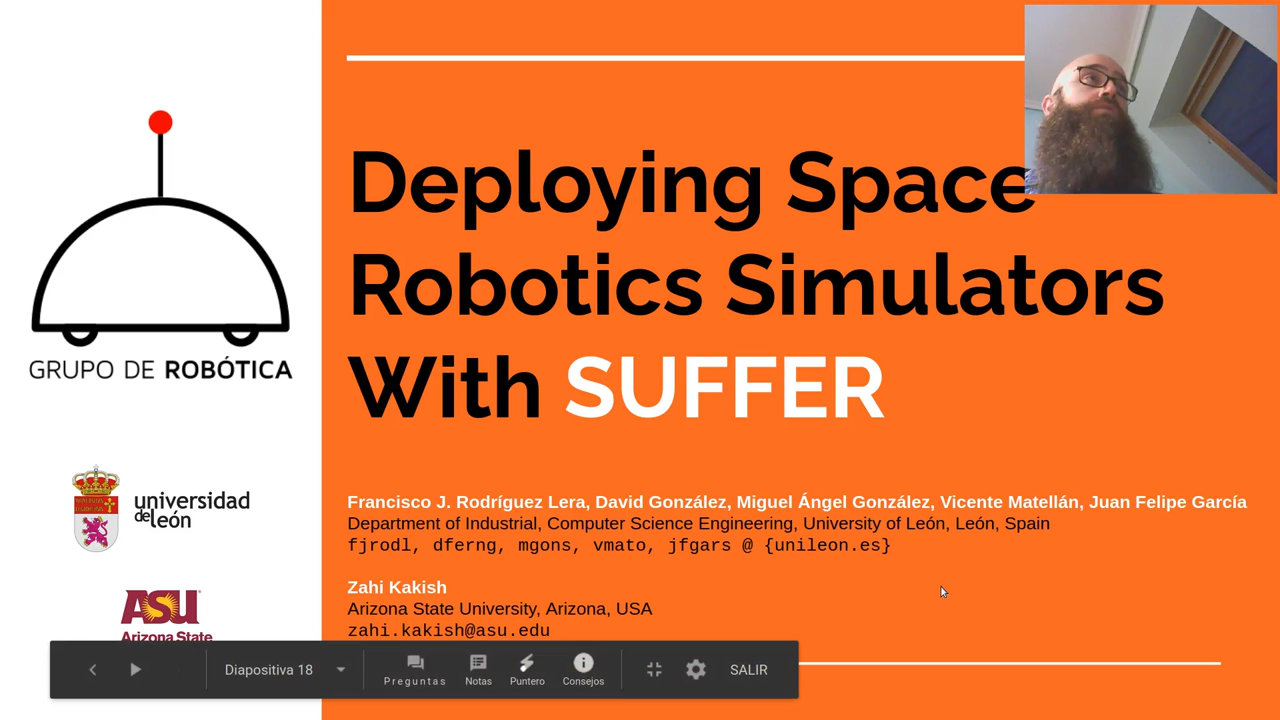 Deploying Space
Robotics Simulators
With SUFFER
GRUPO DE ROBÓTICA
universidad
de león
ASU
Arizona State
Francisco J. Rodríguez Lera, David González, Miguel Ángel González, Vicente Matellán, Juan Felipe García
Department of Industrial, Computer Science Engineering, University of León, León, Spain
fjrodl, dferng, mgons, vmato, jfgars @ {unileon.es}
Zahi Kakish
Arizona State University, Arizona, USA
zahi.kakish@asu.edu
Diapositiva 18
Preguntas
Notas
Puntero
Consejos
SALIR